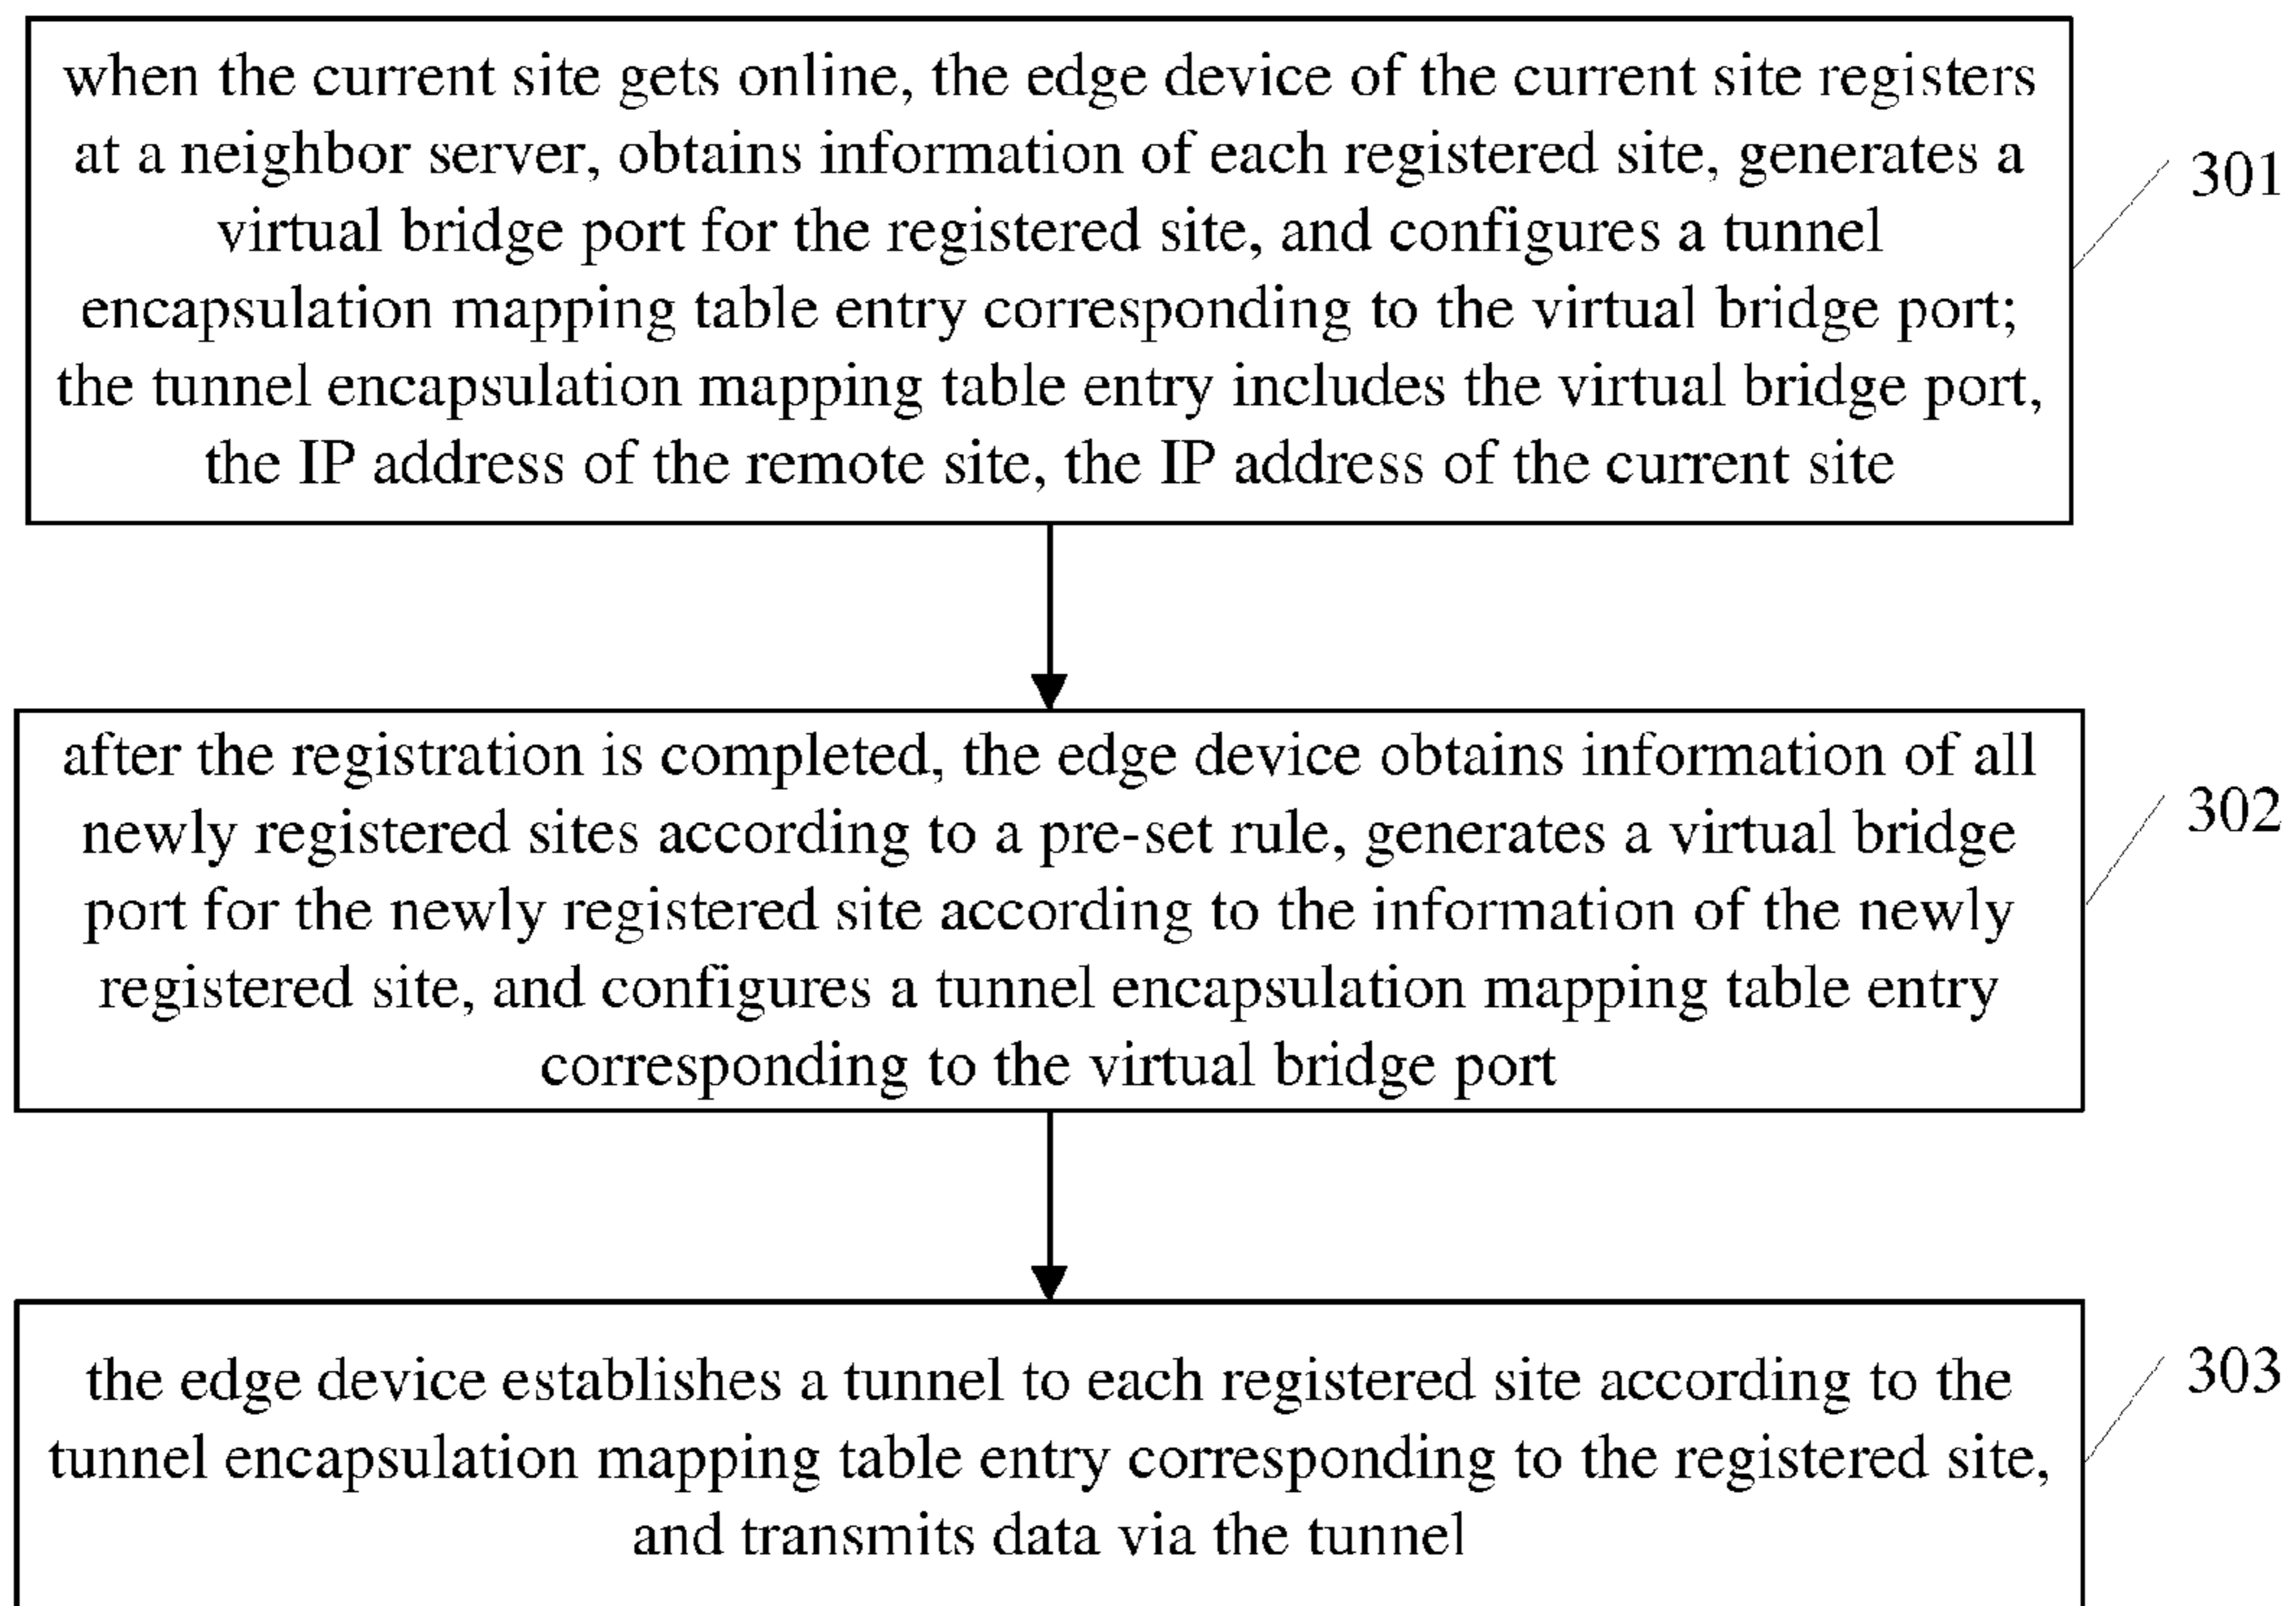 when the current site gets online, the edge device of the current site registers
at a neighbor server, obtains information of each registered site, generates a
virtual bridge port for the registered site, and configures a tunnel
encapsulation mapping table entry corresponding to the virtual bridge port;
the tunnel encapsulation mapping table entry includes the virtual bridge port,
the IP address of the remote site, the IP address of the current site
301
after the registration is completed, the edge device obtains information of all
newly registered sites according to a pre-set rule, generates a virtual bridge
port for the newly registered site according to the information of the newly
registered site, and configures a tunnel encapsulation mapping table entry
corresponding to the virtual bridge port
302
the edge device establishes a tunnel to each registered site according to the
tunnel encapsulation mapping table entry corresponding to the registered site,
and transmits data via the tunnel
303